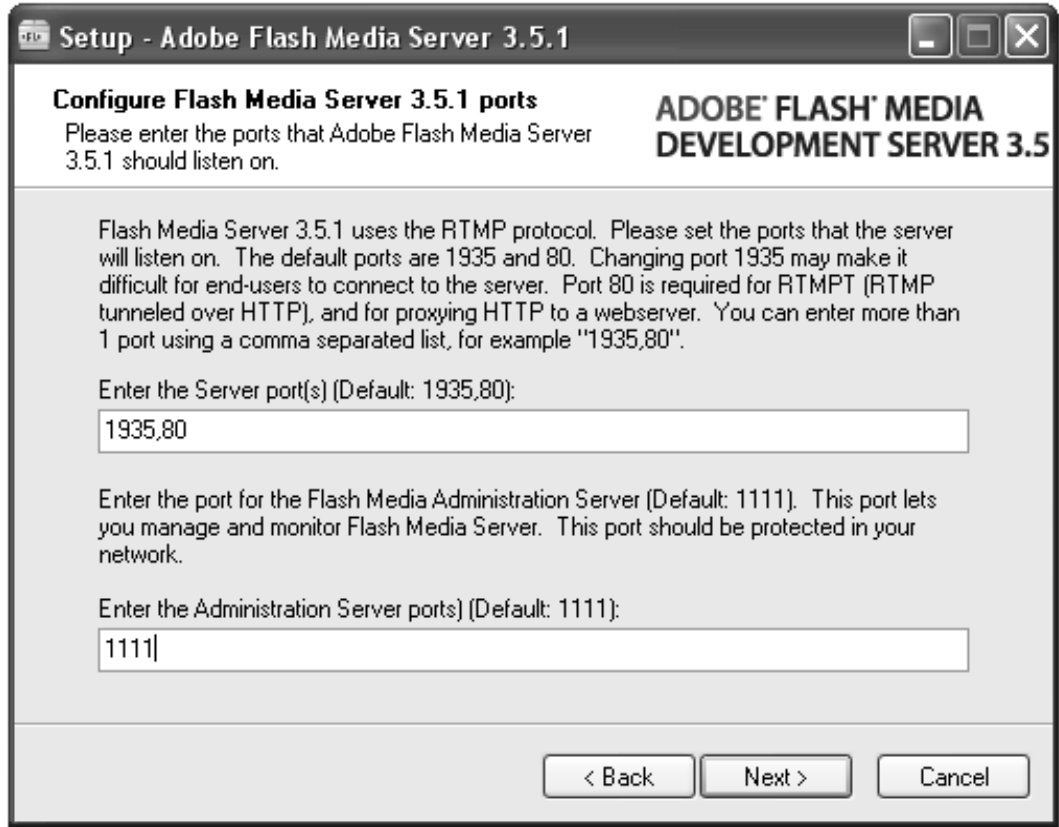 Setup - Adobe Flash Media Server 3.5.1
Configure Flash Media Server 3.5.1 ports
Please enter the ports that Adobe Flash Media Server
3.5.1 should listen on.
ADOBE® FLASH® MEDIA
DEVELOPMENT SERVER 3.5
Flash Media Server 3.5.1 uses the RTMP protocol. Please set the ports that the server
will listen on. The default ports are 1935 and 80. Changing port 1935 may make it
difficult for end-users to connect to the server. Port 80 is required for RTMPT (RTMP
tunneled over HTTP), and for proxying HTTP to a webserver. You can enter more than
1 port using a comma separated list, for example "1935,80".
Enter the Server port(s) (Default: 1935,80):
1935,80
Enter the port for the Flash Media Administration Server (Default: 1111). This port lets
you manage and monitor Flash Media Server. This port should be protected in your
network.
Enter the Administration Server ports) (Default: 1111):
1111
< Back
Next >
Cancel